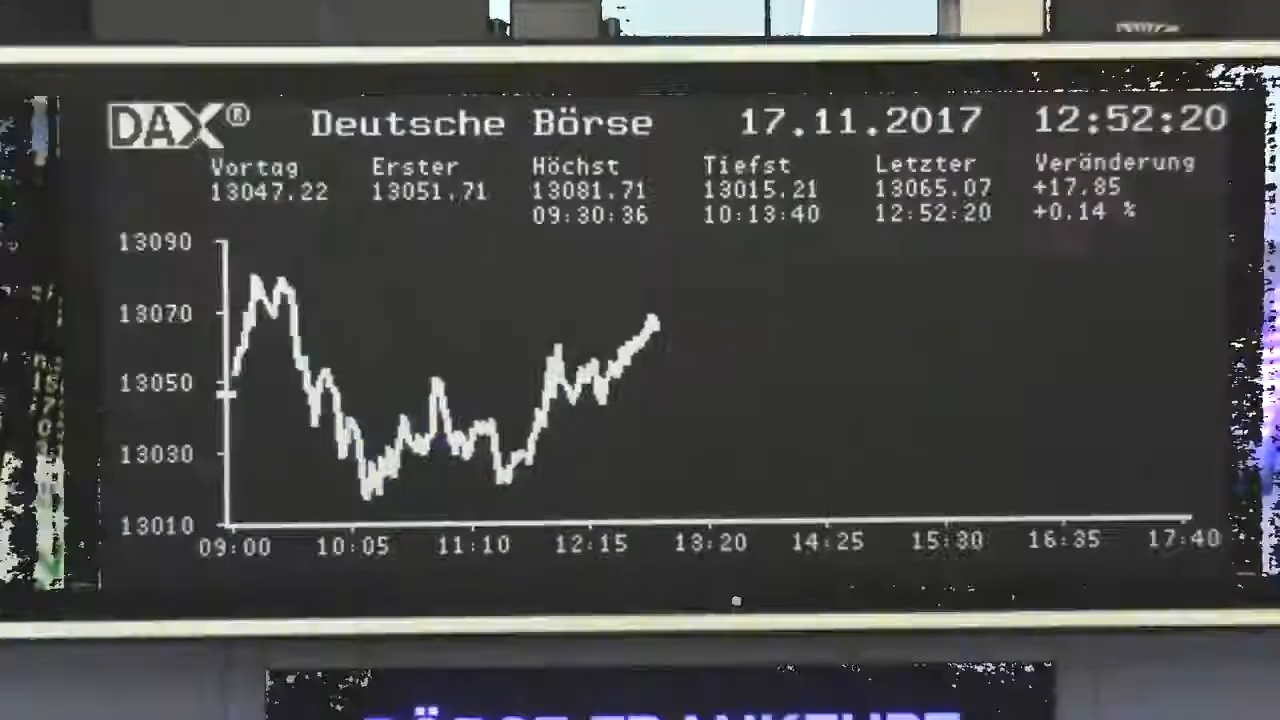 DAX® Deutsche Börse 17.11.2017 12:52:20
Vortag Erster Höchst Tiefst Letzter Veränderung
13047.22 13051.71 13081.71 13015.21 13065.07 +17.85
09:30:36 10:13:40 12:52:20 +0.14 %
13090
13070
13050
13030
13010
09:00 10:05 11:10 12:15 13:20 14:25 15:30 16:35 17:40
BÖRSE FRANKFURT